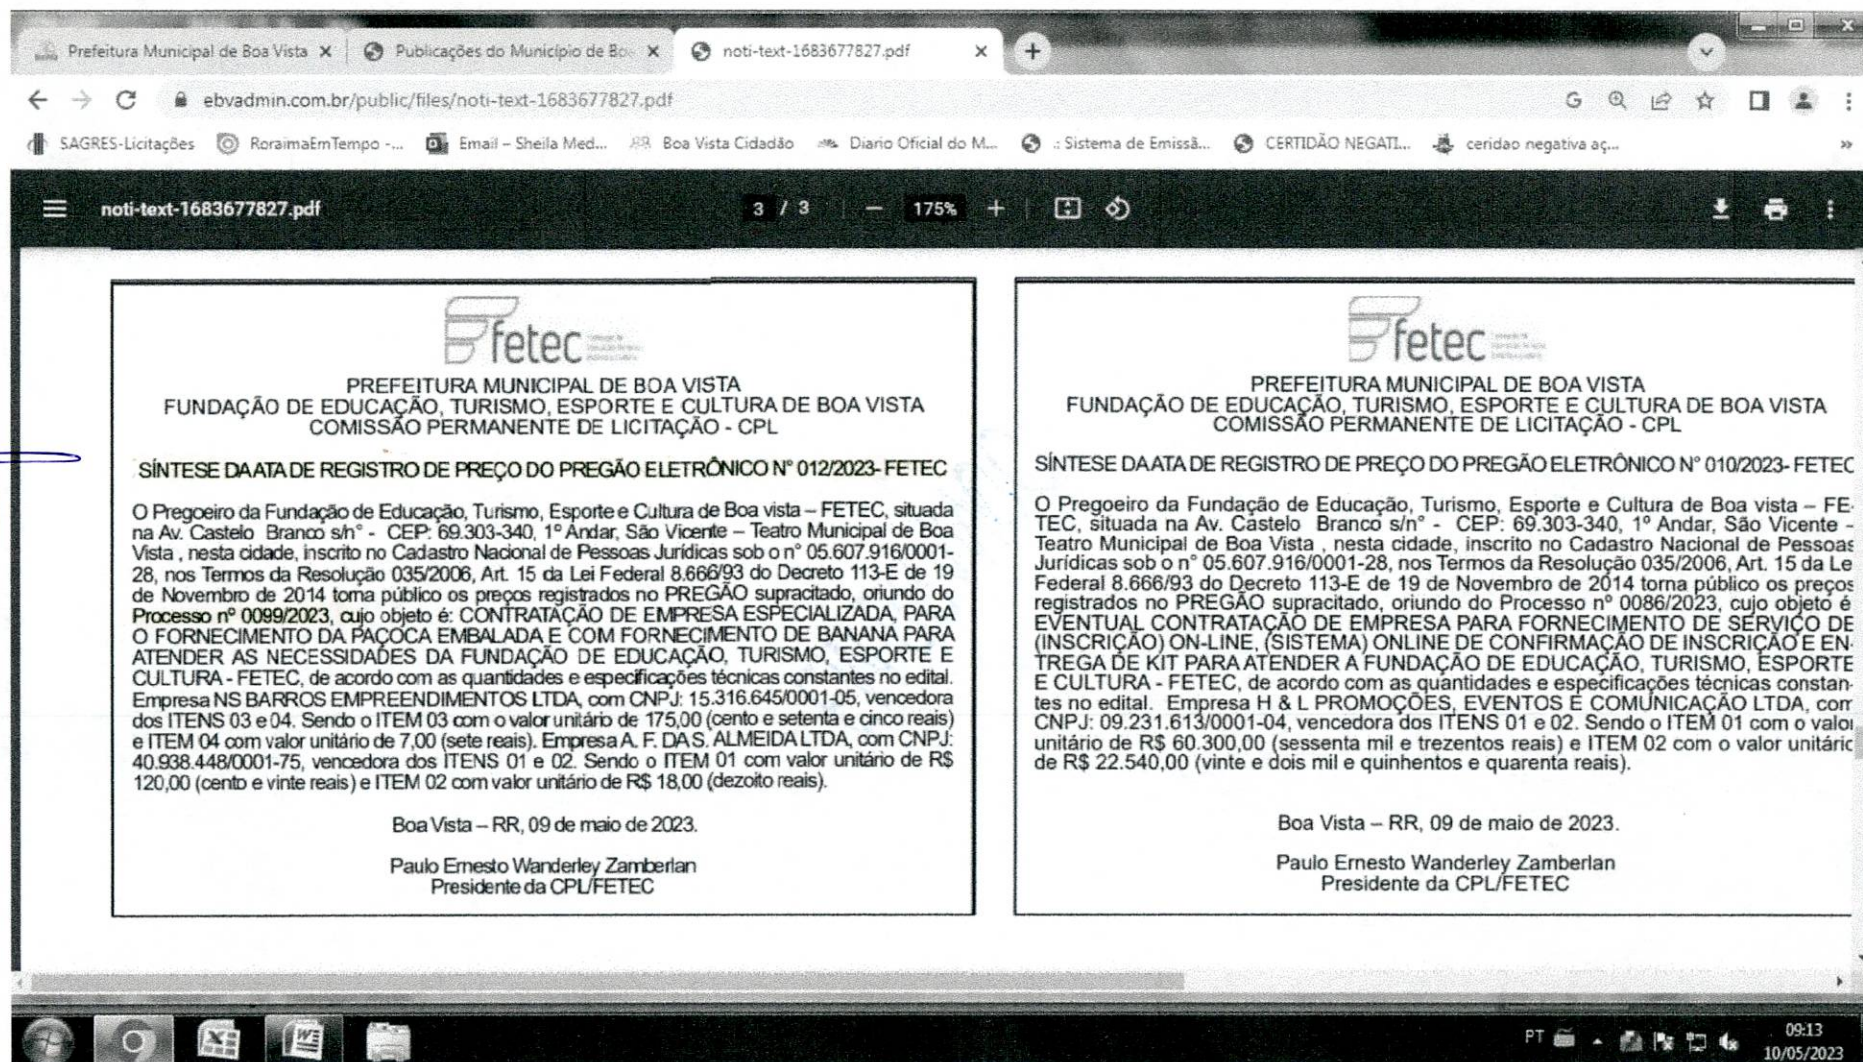 Prefeitura Municipal de Boa Vista
Publicações do Município de Bo
noti-text-1683677827.pdf
ebvadmin.com.br/public/files/noti-text-1683677827.pdf
SAGRES-Licitações
RoraimaEmTempo -...
Email – Sheila Med...
Boa Vista Cidadão
Diario Oficial do M...
.: Sistema de Emissã...
CERTIDÃO NEGATI...
ceridao negativa aç...
noti-text-1683677827.pdf
3 / 3
175%
fetec
PREFEITURA MUNICIPAL DE BOA VISTA
FUNDAÇÃO DE EDUCAÇÃO, TURISMO, ESPORTE E CULTURA DE BOA VISTA
COMISSÃO PERMANENTE DE LICITAÇÃO - CPL
SÍNTESE DA ATA DE REGISTRO DE PREÇO DO PREGÃO ELETRÔNICO N° 012/2023- FETEC
O Pregoeiro da Fundação de Educação, Turismo, Esporte e Cultura de Boa vista – FETEC, situada
na Av. Castelo Branco s/n° - CEP: 69.303-340, 1º Andar, São Vicente – Teatro Municipal de Boa
Vista , nesta cidade, inscrito no Cadastro Nacional de Pessoas Jurídicas sob o n° 05.607.916/0001-
28, nos Termos da Resolução 035/2006, Art. 15 da Lei Federal 8.666/93 do Decreto 113-E de 19
de Novembro de 2014 torna público os preços registrados no PREGÃO supracitado, oriundo do
Processo nº 0099/2023, cujo objeto é: CONTRATAÇÃO DE EMPRESA ESPECIALIZADA, PARA
O FORNECIMENTO DA PAÇOCA EMBALADA E COM FORNECIMENTO DE BANANA PARA
ATENDER AS NECESSIDADES DA FUNDAÇÃO DE EDUCAÇÃO, TURISMO, ESPORTE E
CULTURA - FETEC, de acordo com as quantidades e especificações técnicas constantes no edital.
Empresa NS BARROS EMPREENDIMENTOS LTDA, com CNPJ: 15.316.645/0001-05, vencedora
dos ITENS 03 e 04. Sendo o ITEM 03 com o valor unitário de 175,00 (cento e setenta e cinco reais)
e ITEM 04 com valor unitário de 7,00 (sete reais). Empresa A. F. DA S. ALMEIDA LTDA, com CNPJ:
40.938.448/0001-75, vencedora dos ITENS 01 e 02. Sendo o ITEM 01 com valor unitário de R$
120,00 (cento e vinte reais) e ITEM 02 com valor unitário de R$ 18,00 (dezoito reais).
Boa Vista – RR, 09 de maio de 2023.
Paulo Ernesto Wanderley Zamberlan
Presidente da CPL/FETEC
fetec
PREFEITURA MUNICIPAL DE BOA VISTA
FUNDAÇÃO DE EDUCAÇÃO, TURISMO, ESPORTE E CULTURA DE BOA VISTA
COMISSÃO PERMANENTE DE LICITAÇÃO - CPL
SÍNTESE DA ATA DE REGISTRO DE PREÇO DO PREGÃO ELETRÔNICO N° 010/2023- FETEC
O Pregoeiro da Fundação de Educação, Turismo, Esporte e Cultura de Boa vista – FE-
TEC, situada na Av. Castelo Branco s/n° - CEP: 69.303-340, 1º Andar, São Vicente -
Teatro Municipal de Boa Vista , nesta cidade, inscrito no Cadastro Nacional de Pessoas
Jurídicas sob o n° 05.607.916/0001-28, nos Termos da Resolução 035/2006, Art. 15 da Le
Federal 8.666/93 do Decreto 113-E de 19 de Novembro de 2014 torna público os preços
registrados no PREGÃO supracitado, oriundo do Processo nº 0086/2023, cujo objeto é
EVENTUAL CONTRATAÇÃO DE EMPRESA PARA FORNECIMENTO DE SERVIÇO DE
(INSCRIÇÃO) ON-LINE, (SISTEMA) ONLINE DE CONFIRMAÇÃO DE INSCRIÇÃO E EN-
TREGA DE KIT PARA ATENDER A FUNDAÇÃO DE EDUCAÇÃO, TURISMO, ESPORTE
E CULTURA - FETEC, de acordo com as quantidades e especificações técnicas constan-
tes no edital. Empresa H & L PROMOÇÕES, EVENTOS E COMUNICAÇÃO LTDA, com
CNPJ: 09.231.613/0001-04, vencedora dos ITENS 01 e 02. Sendo o ITEM 01 com o valor
unitário de R$ 60.300,00 (sessenta mil e trezentos reais) e ITEM 02 com o valor unitário
de R$ 22.540,00 (vinte e dois mil e quinhentos e quarenta reais).
Boa Vista – RR, 09 de maio de 2023.
Paulo Ernesto Wanderley Zamberlan
Presidente da CPL/FETEC
PT
09:13
10/05/2023